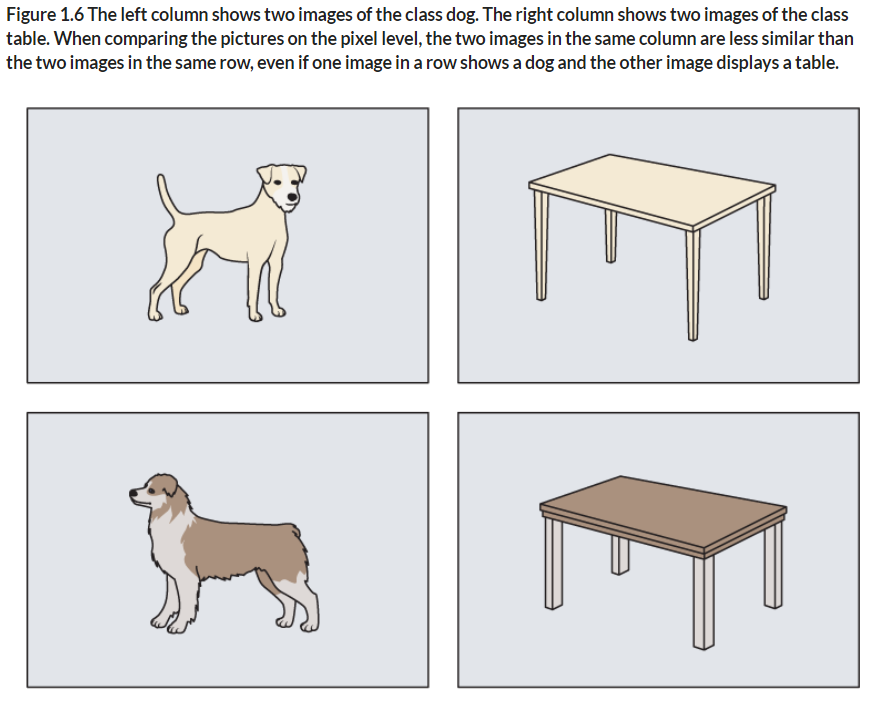 Figure 1.6 The left column shows two images of the class dog. The right column shows two images of the class
table. When comparing the pictures on the pixel level, the two images in the same column are less similar than
the two images in the same row, even if one image in a row shows a dog and the other image displays a table.